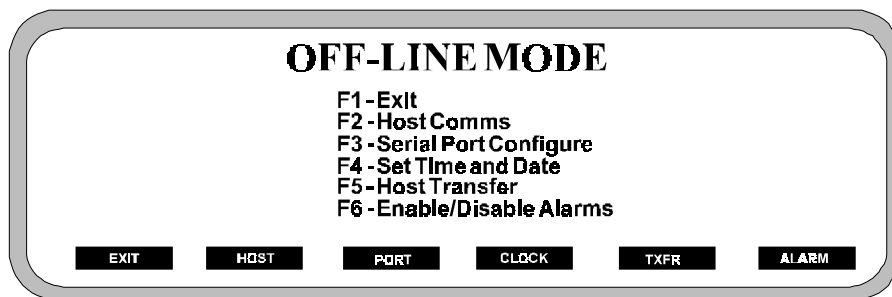 OFF-LINE MODE
F1-Exit
F2-Host Comms
F3-Serial Port Configure
F4-Set Time and Date
F5-Host Transfer
F6-Enable/Disable Alarms
EXIT HOST PORT CLOCK TXFR ALARM